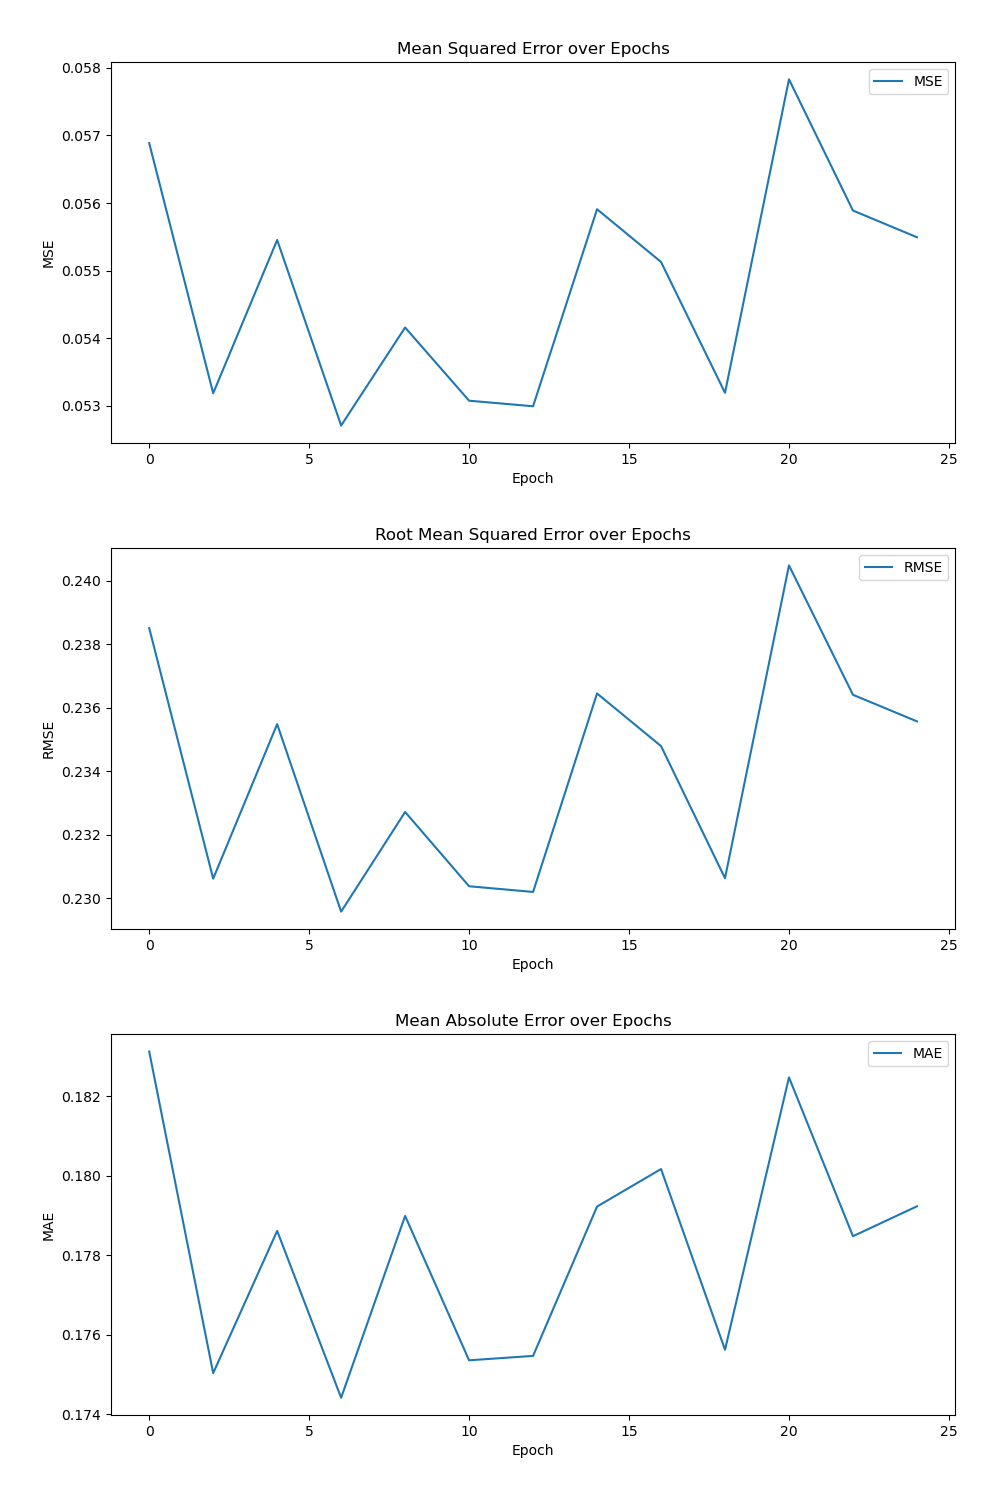 Mean Squared Error over Epochs
MSE
0.058
0.057
0.056
0.055
0.054
0.053
MSE
0 5 10 15 20 25
Epoch
Root Mean Squared Error over Epochs
RMSE
0.240
0.238
0.236
0.234
0.232
0.230
RMSE
0 5 10 15 20 25
Epoch
Mean Absolute Error over Epochs
MAE
0.182
0.180
0.178
0.176
0.174
MAE
0 5 10 15 20 25
Epoch